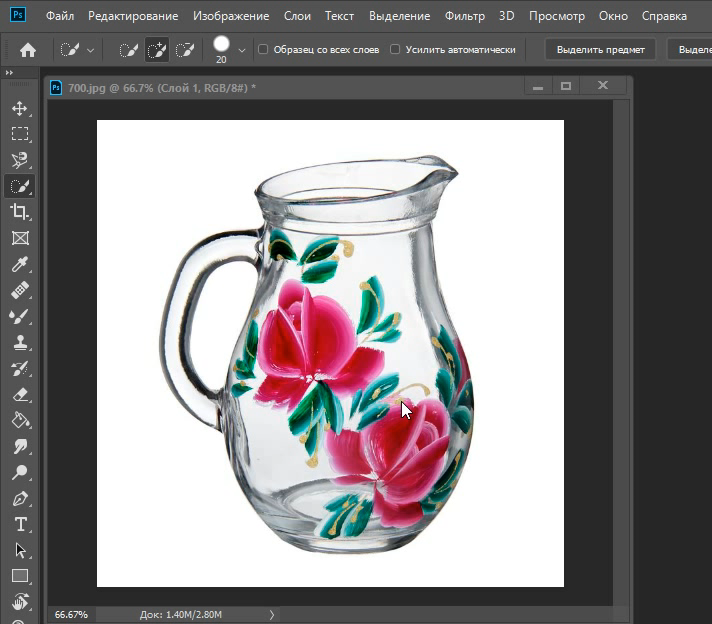 Ps Файл Редактирование Изображение Слои Текст Выделение Фильтр 3D Просмотр Окно Справка
20 Образец со всех слоев Усилить автоматически Выделить предмет Выделе
Ps 700.jpg @ 66.7% (Слой 1, RGB/8#) *
T
66.67% Док: 1.40M/2.80M